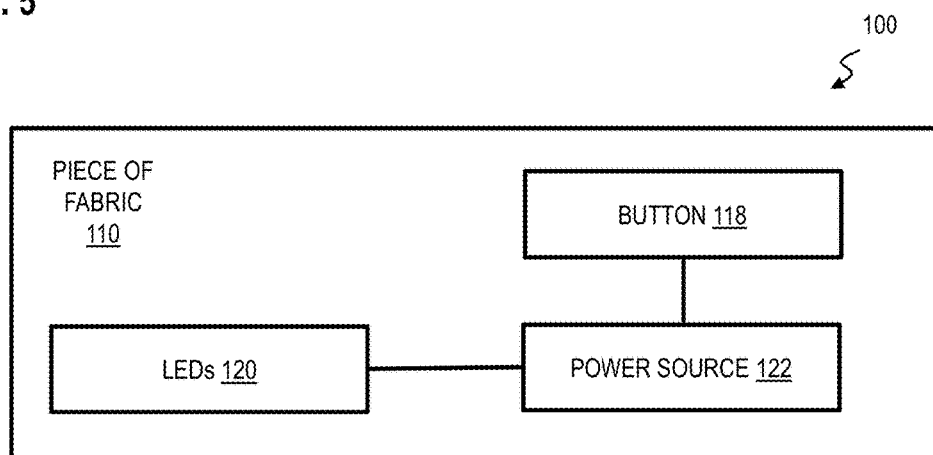 . 5
100
PIECE OF
FABRIC
110
BUTTON 118
LEDs 120
POWER SOURCE 122